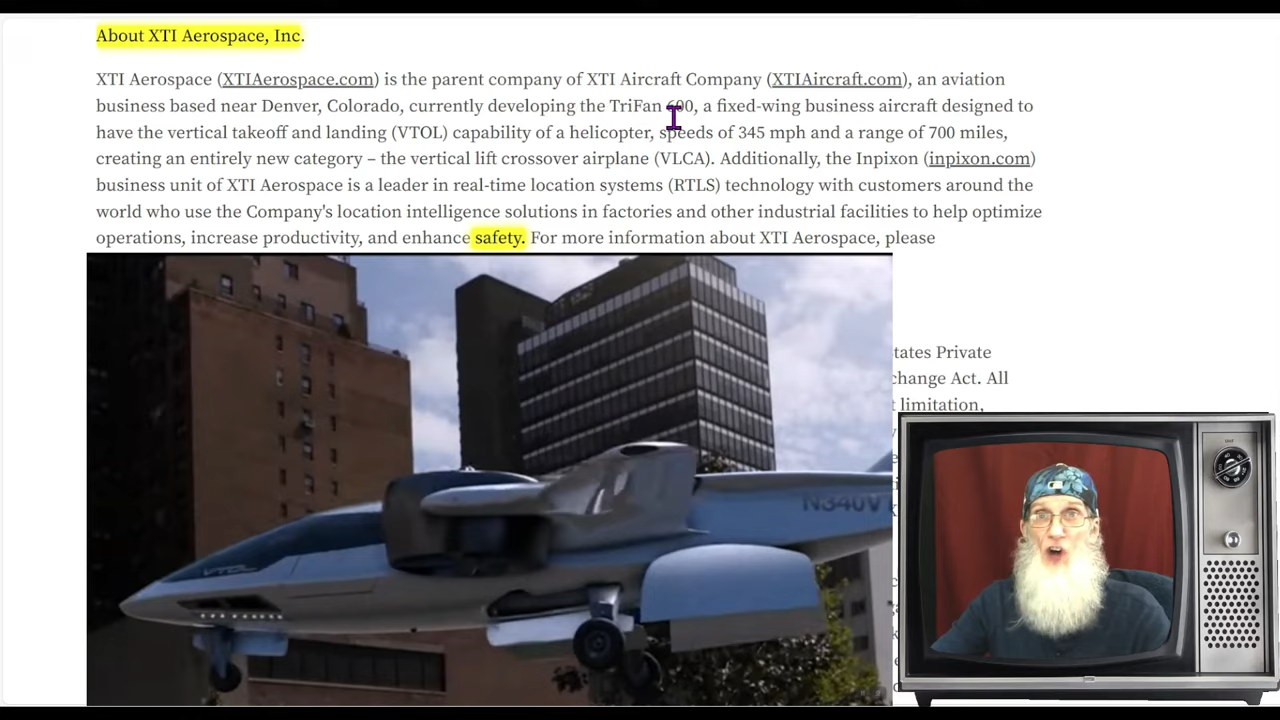 About XTI Aerospace, Inc.
XTI Aerospace (XTIAerospace.com) is the parent company of XTI Aircraft Company (XTIAircraft.com), an aviation
business based near Denver, Colorado, currently developing the TriFan 600, a fixed-wing business aircraft designed to
have the vertical takeoff and landing (VTOL) capability of a helicopter, speeds of 345 mph and a range of 700 miles,
creating an entirely new category – the vertical lift crossover airplane (VLCA). Additionally, the Inpixon (inpixon.com)
business unit of XTI Aerospace is a leader in real-time location systems (RTLS) technology with customers around the
world who use the Company's location intelligence solutions in factories and other industrial facilities to help optimize
operations, increase productivity, and enhance safety. For more information about XTI Aerospace, please
tates Private
change Act. All
t limitation,
N340V
VTOL